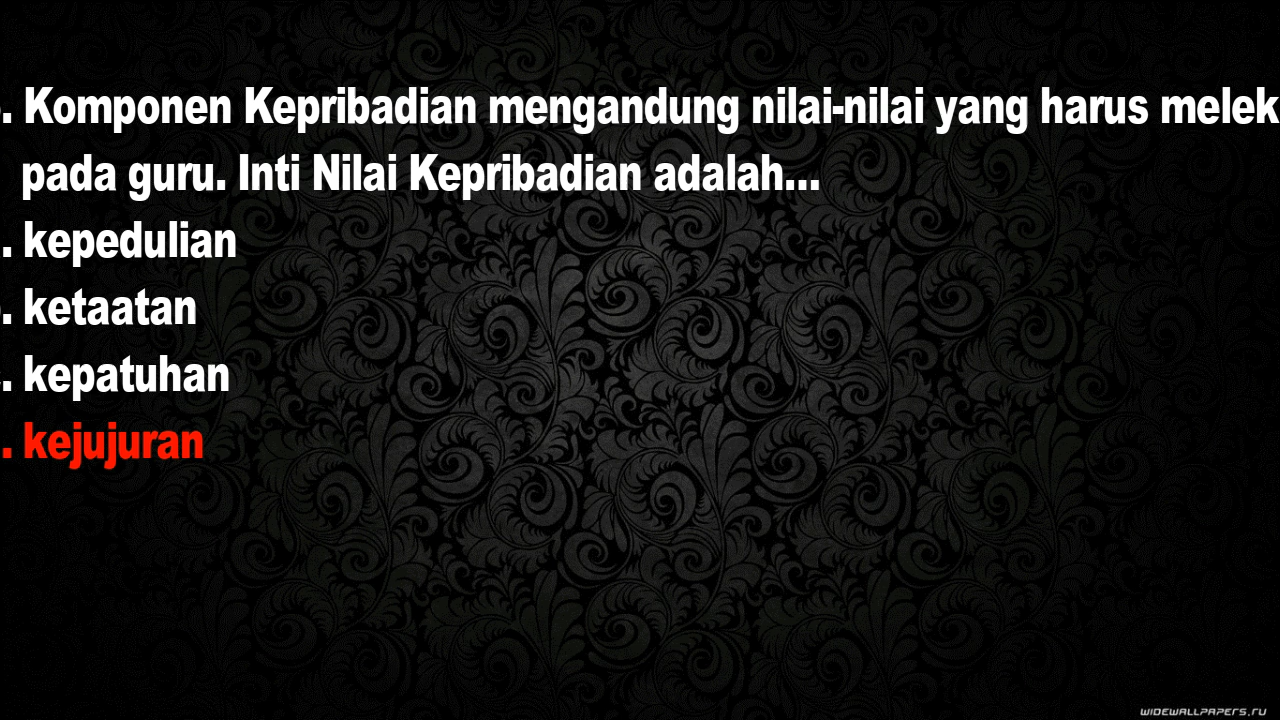 . Komponen Kepribadian mengandung nilai-nilai yang harus melek
pada guru. Inti Nilai Kepribadian adalah...
. kepedulian
. ketaatan
. kepatuhan
. kejujuran
WIDEWALLPAPERS.RU